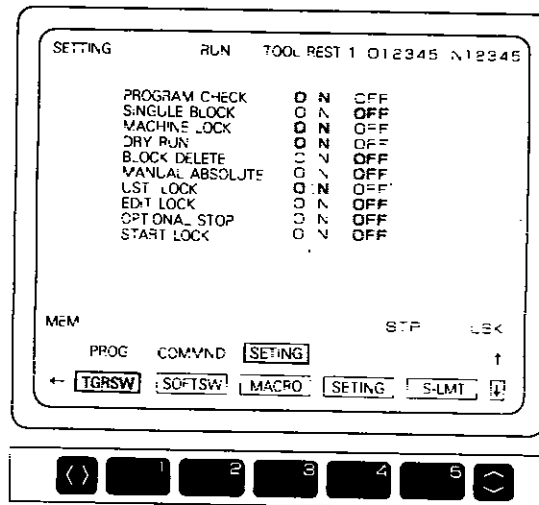 SETTING RUN TOOL REST 1 O12345 N12345
PROGRAM CHECK ON OFF
SINGULE BLOCK ON OFF
MACHINE LOCK ON OFF
DRY RUN ON OFF
BLOCK DELETE ON OFF
MANUAL ABSOLUTE ON OFF
LOCK ON OFF
EDIT LOCK ON OFF
OPTIONAL STOP ON OFF
START LOCK ON OFF
MEM STP LSK
PROG COMMND SETING ↑
← TGRSW SOFTSW MACRO SETING S-LMT ↓
1 2 3 4 5